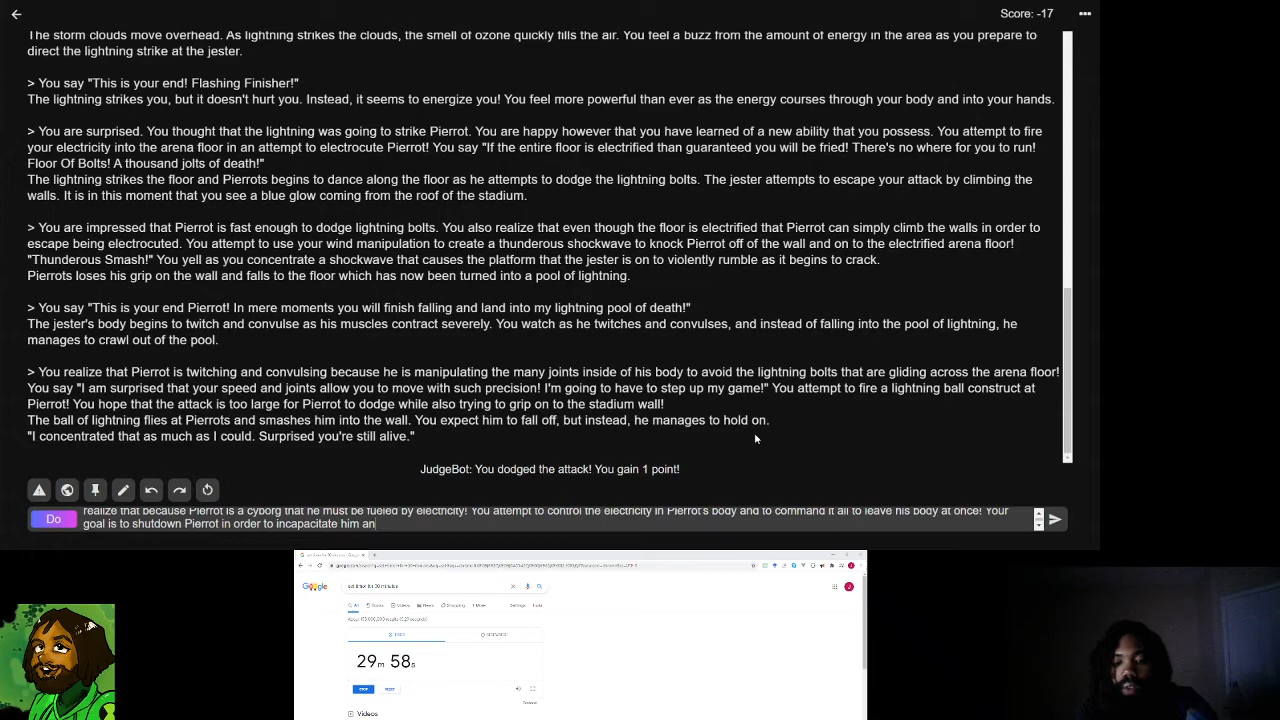 Score: -17
The storm clouds move overhead. As lightning strikes the clouds, the smell of ozone quickly fills the air. You feel a buzz from the amount of energy in the area as you prepare to
direct the lightning strike at the jester.
> You say "This is your end! Flashing Finisher!"
The lightning strikes you, but it doesn't hurt you. Instead, it seems to energize you! You feel more powerful than ever as the energy courses through your body and into your hands.
> You are surprised. You thought that the lightning was going to strike Pierrot. You are happy however that you have learned of a new ability that you possess. You attempt to fire
your electricity into the arena floor in an attempt to electrocute Pierrot! You say "If the entire floor is electrified than guaranteed you will be fried! There's no where for you to run!
Floor Of Bolts! A thousand jolts of death!"
The lightning strikes the floor and Pierrots begins to dance along the floor as he attempts to dodge the lightning bolts. The jester attempts to escape your attack by climbing the
walls. It is in this moment that you see a blue glow coming from the roof of the stadium.
> You are impressed that Pierrot is fast enough to dodge lightning bolts. You also realize that even though the floor is electrified that Pierrot can simply climb the walls in order to
escape being electrocuted. You attempt to use your wind manipulation to create a thunderous shockwave to knock Pierrot off of the wall and on to the electrified arena floor!
"Thunderous Smash!" You yell as you concentrate a shockwave that causes the platform that the jester is on to violently rumble as it begins to crack.
Pierrots loses his grip on the wall and falls to the floor which has now been turned into a pool of lightning.
> You say "This is your end Pierrot! In mere moments you will finish falling and land into my lightning pool of death!"
The jester's body begins to twitch and convulse as his muscles contract severely. You watch as he twitches and convulses, and instead of falling into the pool of lightning, he
manages to crawl out of the pool.
> You realize that Pierrot is twitching and convulsing because he is manipulating the many joints inside of his body to avoid the lightning bolts that are gliding across the arena floor!
You say "I am surprised that your speed and joints allow you to move with such precision! I'm going to have to step up my game!" You attempt to fire a lightning ball construct at
Pierrot! You hope that the attack is too large for Pierrot to dodge while also trying to grip on to the stadium wall!
The ball of lightning flies at Pierrots and smashes him into the wall. You expect him to fall off, but instead, he manages to hold on.
"I concentrated that as much as I could. Surprised you're still alive."
JudgeBot: You dodged the attack! You gain 1 point!
Do
realize that because Pierrot is a cyborg that he must be fueled by electricity! You attempt to control the electricity in Pierrot's body and to command it all to leave his body at once! Your
goal is to shutdown Pierrot in order to incapacitate him an
Google
set timer for 30 minutes
All
News
Shopping
More
Settings
Tools
29m 58s
STOP
RESET
Videos